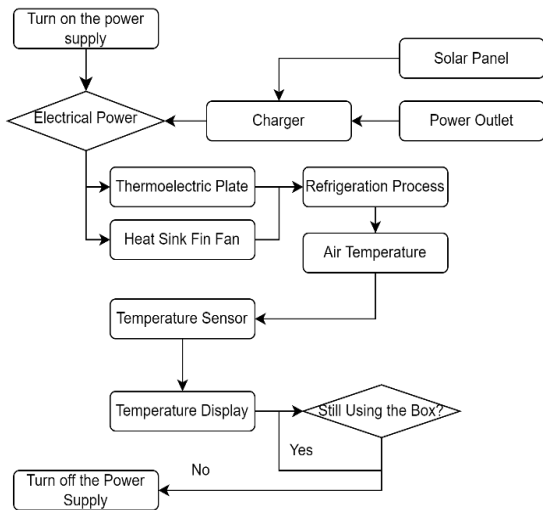 Turn on the power
supply
Solar Panel
Electrical Power
Charger
Power Outlet
Thermoelectric Plate
Refrigeration Process
Heat Sink Fin Fan
Air Temperature
Temperature Sensor
Temperature Display
Still Using the Box?
Yes
No
Turn off the Power
Supply